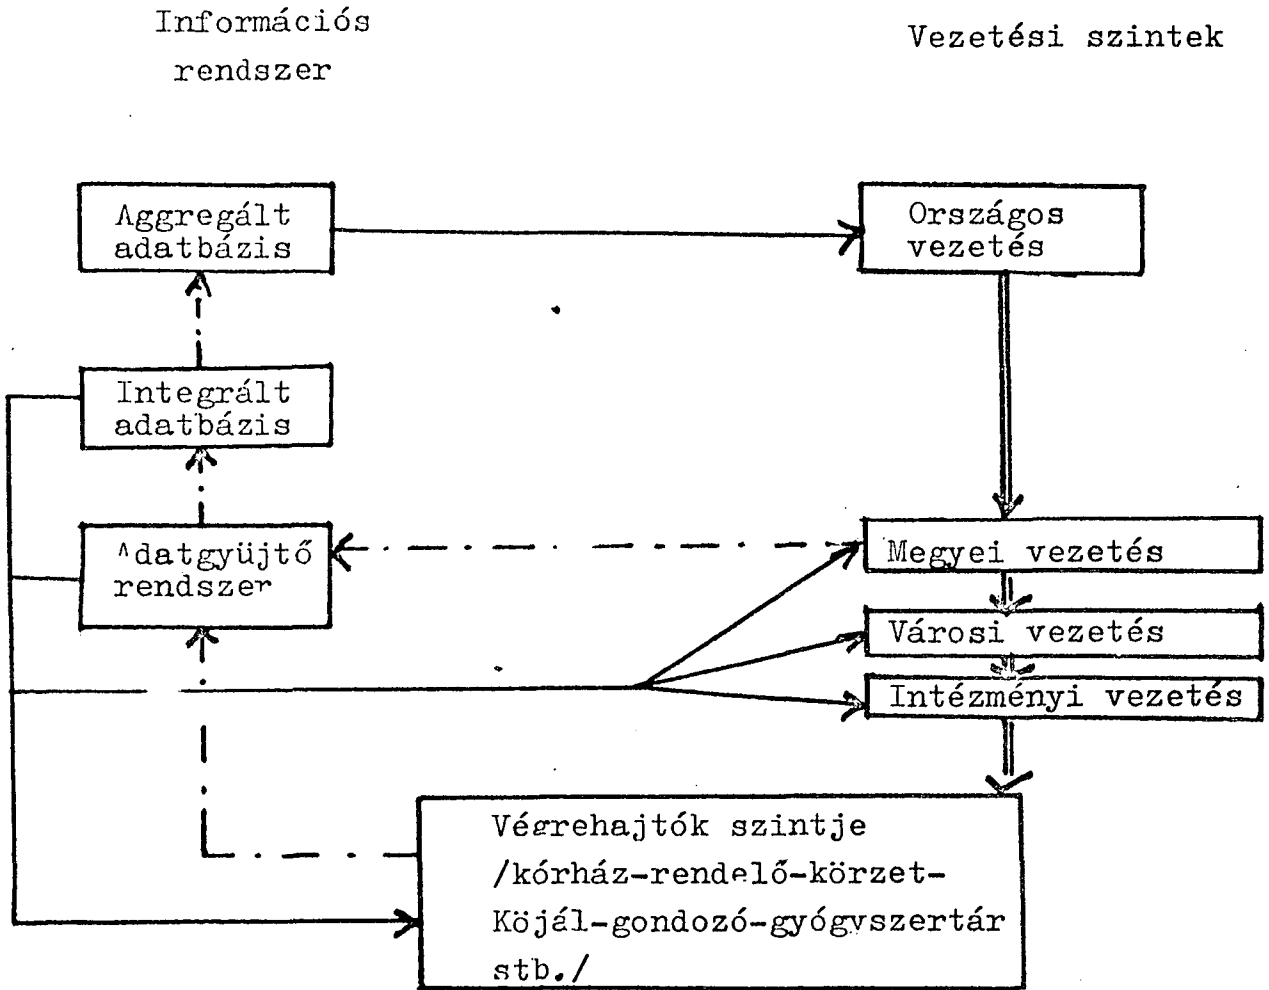 Információs
rendszer
Vezetési szintek
Aggregált
adatbázis
Országos
vezetés
Integrált
adatbázis
Adatgyüjtő
rendszer
Megyei vezetés
Városi vezetés
Intézményi vezetés
Végrehajtók szintje
/kórház-rendelő-körzet-
Köjál-gondozó-gyógyszertár
stb./